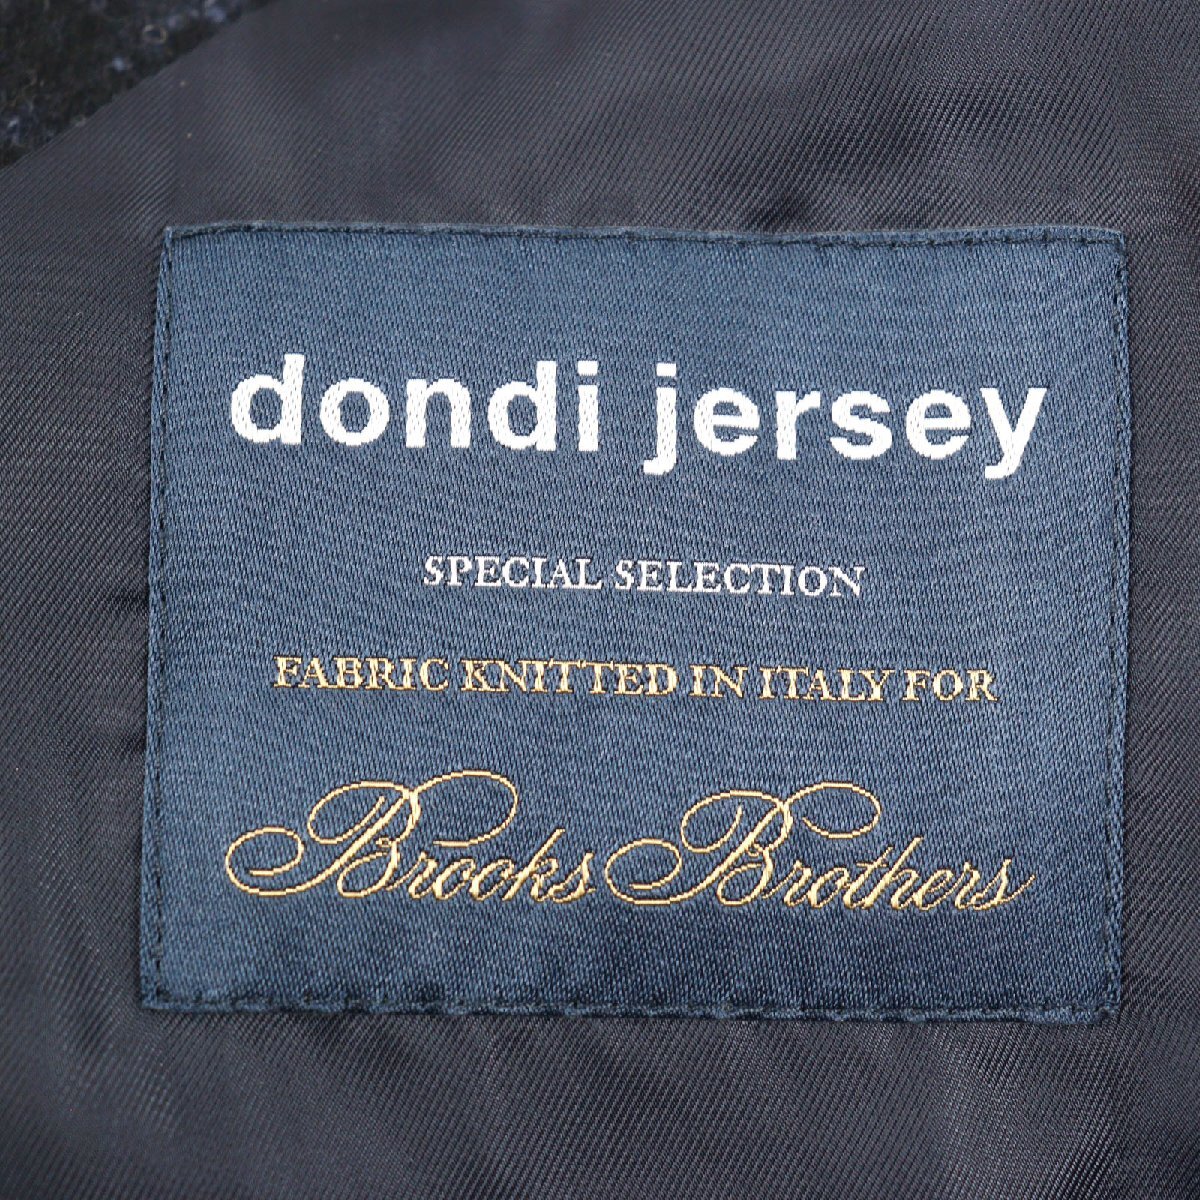 dondi jersey
SPECIAL SELECTION
FABRIC KNITTED IN ITALY FOR
Brooks Brothers